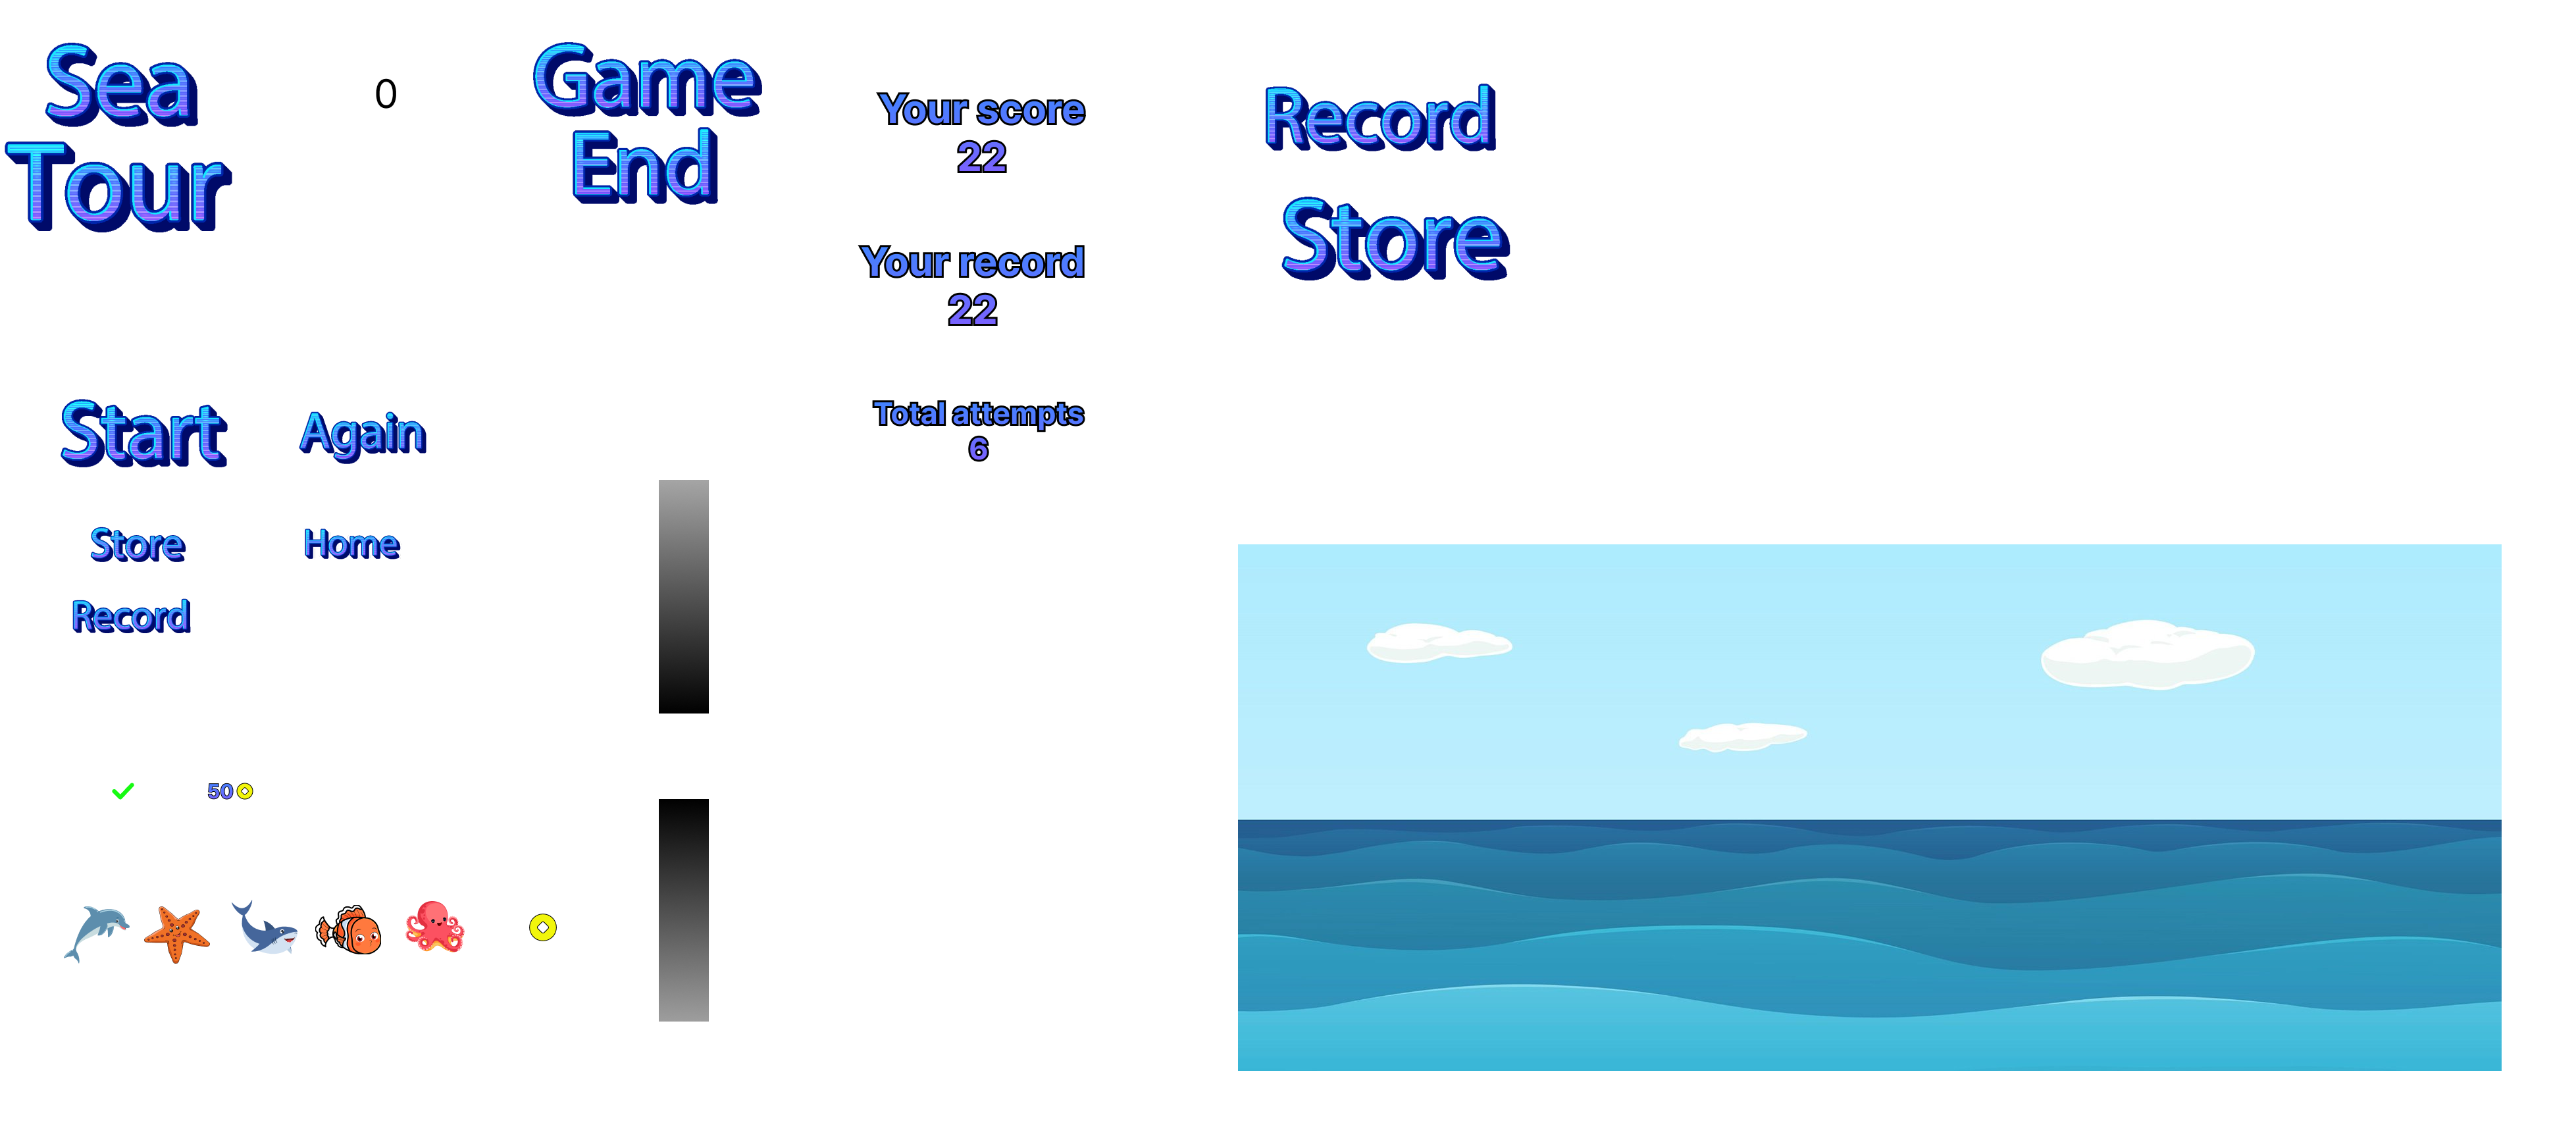 Sea
Tour
0
Game
End
Your score
22
Your record
22
Total attempts
6
Record
Store
Start
Again
Store
Home
Record
50